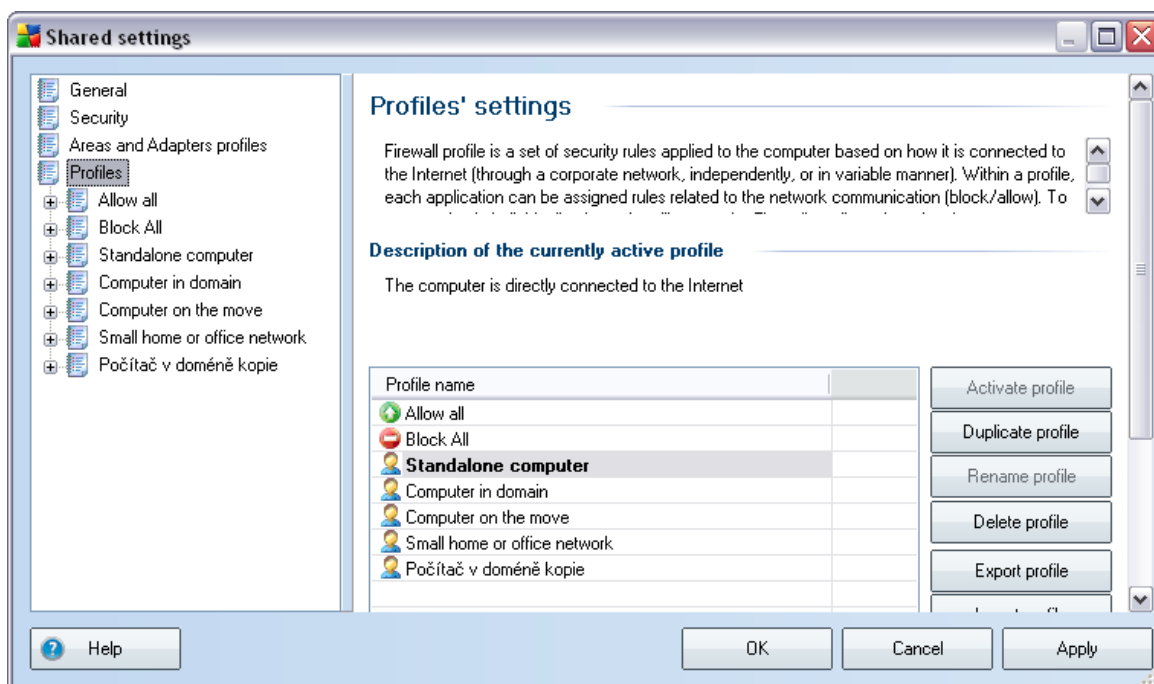 Shared settings
General
Security
Areas and Adapters profiles
Profiles
Allow all
Block All
Standalone computer
Computer in domain
Computer on the move
Small home or office network
Počítač v doméně kopie
Profiles' settings
Firewall profile is a set of security rules applied to the computer based on how it is connected to
the Internet (through a corporate network, independently, or in variable manner). Within a profile,
each application can be assigned rules related to the network communication (block/allow). To
Description of the currently active profile
The computer is directly connected to the Internet
Profile name
Allow all
Block All
Standalone computer
Computer in domain
Computer on the move
Small home or office network
Počítač v doméně kopie
Activate profile
Duplicate profile
Rename profile
Delete profile
Export profile
Help
OK
Cancel
Apply